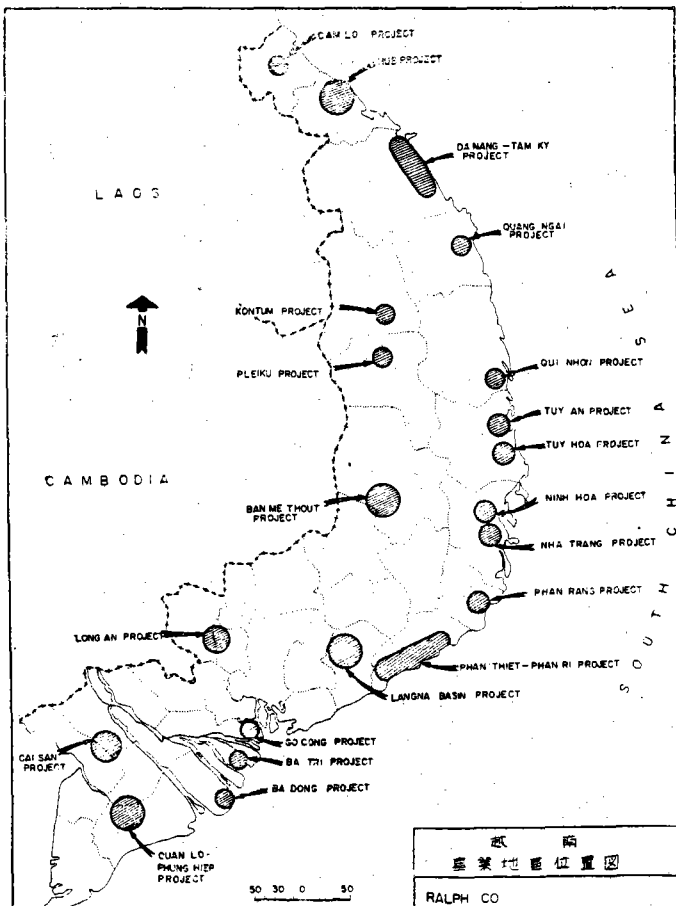 CAM LO PROJECT
HUE PROJECT
DA NANG – TAM KY
PROJECT
LAOS
QUANG NGAI
PROJECT
N
KONTUM PROJECT
PLEIKU PROJECT
QUI NHON PROJECT
TUY AN PROJECT
TUY HOA PROJECT
SOUTH CHINA SEA
CAMBODIA
BAN ME THOUT
PROJECT
NINH HOA PROJECT
NHA TRANG PROJECT
PHAN RANG PROJECT
LONG AN PROJECT
PHAN THIET – PHAN RI PROJECT
LANGNA BASIN PROJECT
GO CONG PROJECT
CAI SAN
PROJECT
BA TRI PROJECT
BA DONG PROJECT
CUAN LO-
PHUNG HIEP
PROJECT
50 30 0 50
越南
産業地區位置図
RALPH CO